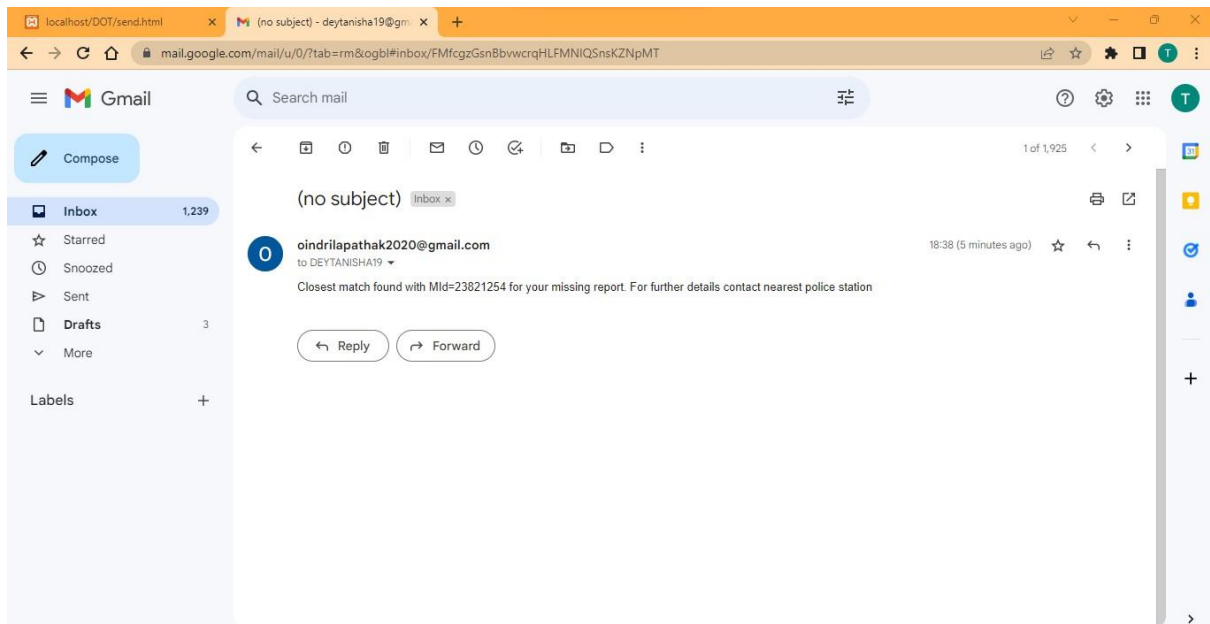 localhost/DOT/send.html
(no subject) - deytanisha19@gm
mail.google.com/mail/u/0/?tab=rm&ogbl#inbox/FMfcgzGsnBbvwcrqHLFMNlQSnsKZNpMT
T
Gmail
Search mail
T
Compose
1 of 1,925
31
(no subject) Inbox x
Inbox 1,239
Starred
O
oindrilapathak2020@gmail.com 18:38 (5 minutes ago)
to DEYTANISHA19
Snoozed
Closest match found with MId=23821254 for your missing report. For further details contact nearest police station
Sent
Drafts 3
Reply Forward
More
Labels